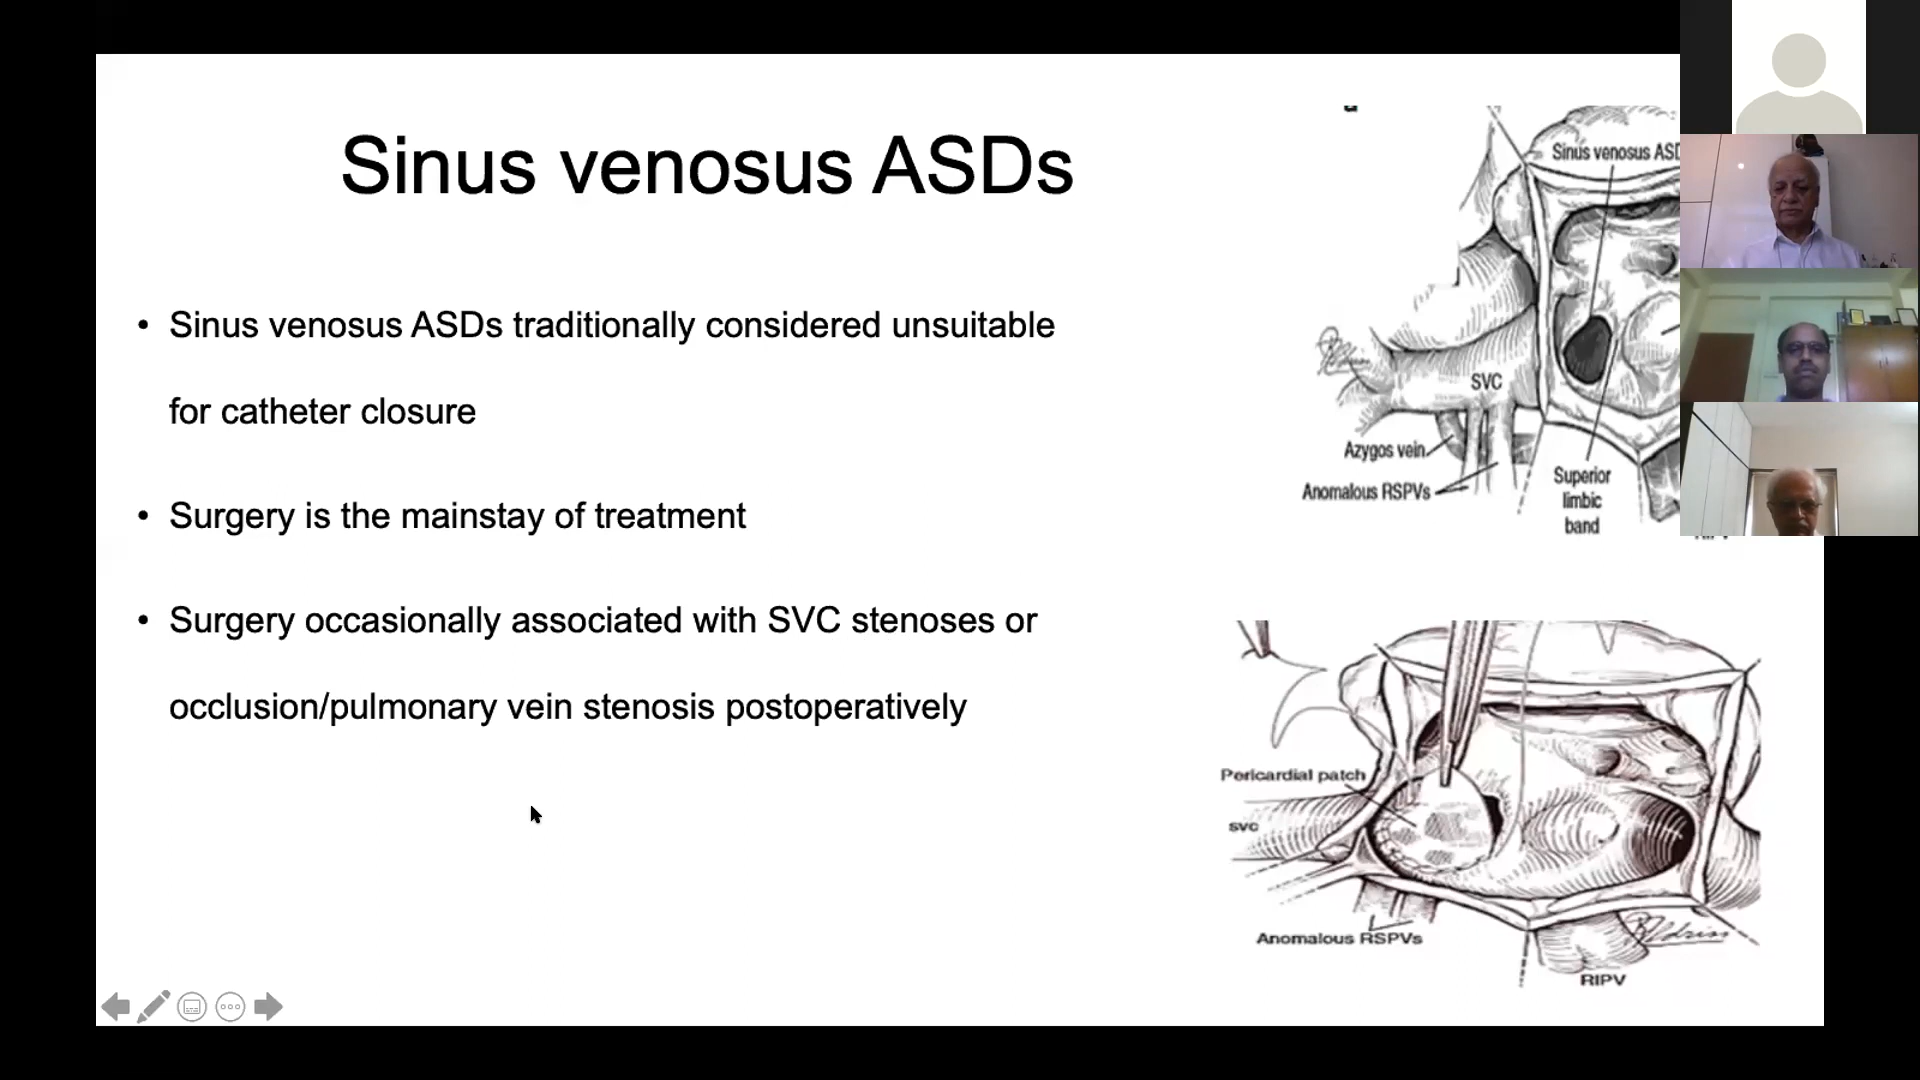 Sinus venosus ASDs
• Sinus venosus ASDs traditionally considered unsuitable
for catheter closure
• Surgery is the mainstay of treatment
• Surgery occasionally associated with SVC stenoses or
occlusion/pulmonary vein stenosis postoperatively
Sinus venosus ASD
SVC
Azygos vein
Anomalous RSPVs
Superior
limbic
band
Pericardial patch
SVC
Anomalous RSPVs
RIPV